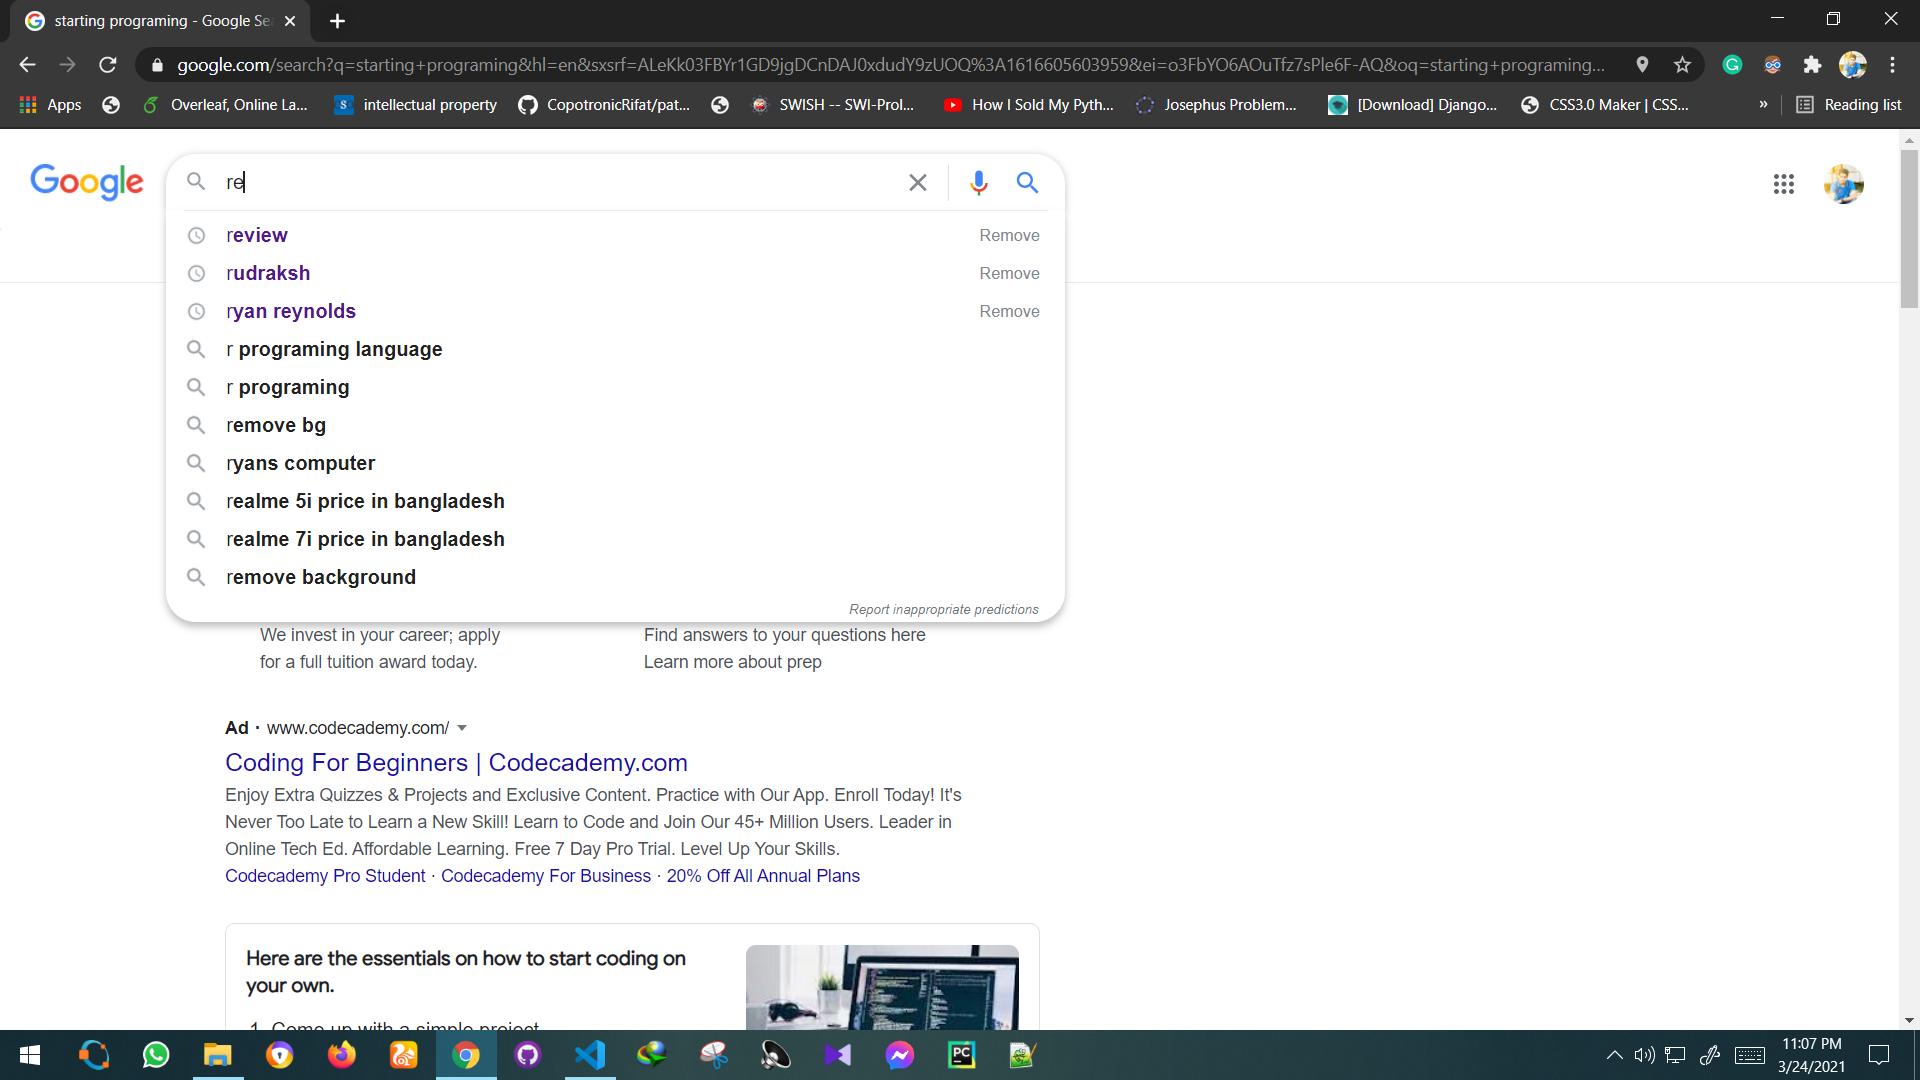 starting programing - Google Sea
google.com/search?q=starting+programing&hl=en&sxsrf=ALeKk03FBYr1GD9jgDCnDAJ0xdudY9zUOQ%3A1616605603959&ei=o3FbYO6AOuTfz7sPle6F-AQ&oq=starting+programing...
Apps
Overleaf, Online La...
intellectual property
CopotronicRifat/pat...
SWISH -- SWI-Prol...
How I Sold My Pyth...
Josephus Problem...
[Download] Django...
CSS3.0 Maker | CSS...
»
Reading list
Google
re
review Remove
rudraksh Remove
ryan reynolds Remove
r programing language
r programing
remove bg
ryans computer
realme 5i price in bangladesh
realme 7i price in bangladesh
remove background
Report inappropriate predictions
We invest in your career; apply
for a full tuition award today.
Find answers to your questions here
Learn more about prep
Ad · www.codecademy.com/
Coding For Beginners | Codecademy.com
Enjoy Extra Quizzes & Projects and Exclusive Content. Practice with Our App. Enroll Today! It's
Never Too Late to Learn a New Skill! Learn to Code and Join Our 45+ Million Users. Leader in
Online Tech Ed. Affordable Learning. Free 7 Day Pro Trial. Level Up Your Skills.
Codecademy Pro Student · Codecademy For Business · 20% Off All Annual Plans
Here are the essentials on how to start coding on
your own.
1. Come up with a simple project
PC
11:07 PM
3/24/2021